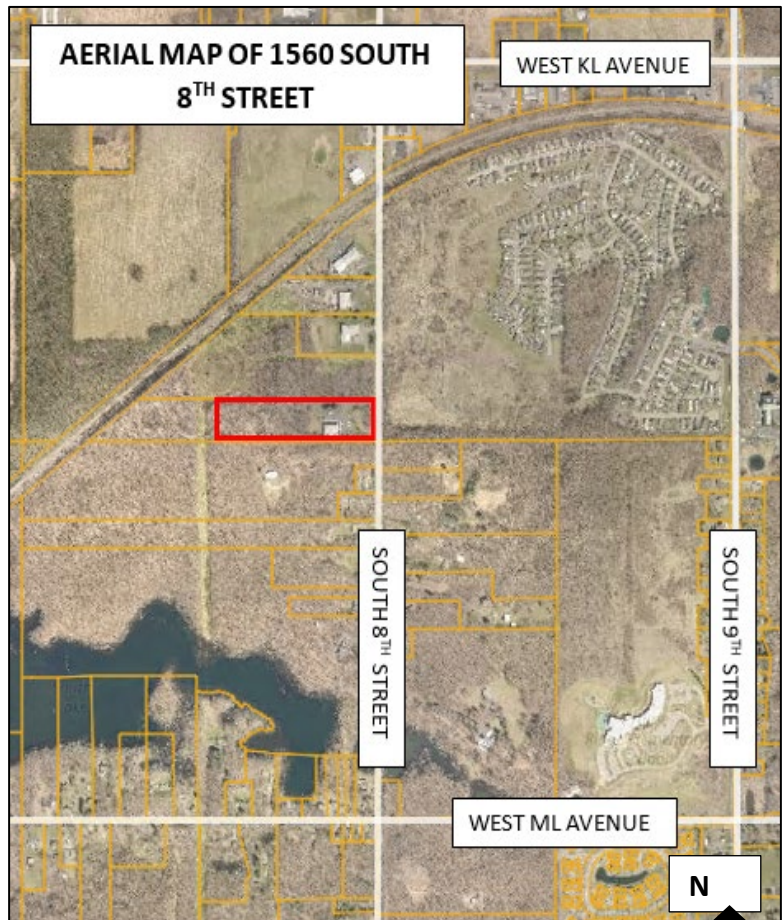 AERIAL MAP OF 1560 SOUTH
8TH STREET
WEST KL AVENUE
SOUTH 8TH STREET
SOUTH 9TH STREET
WEST ML AVENUE
N